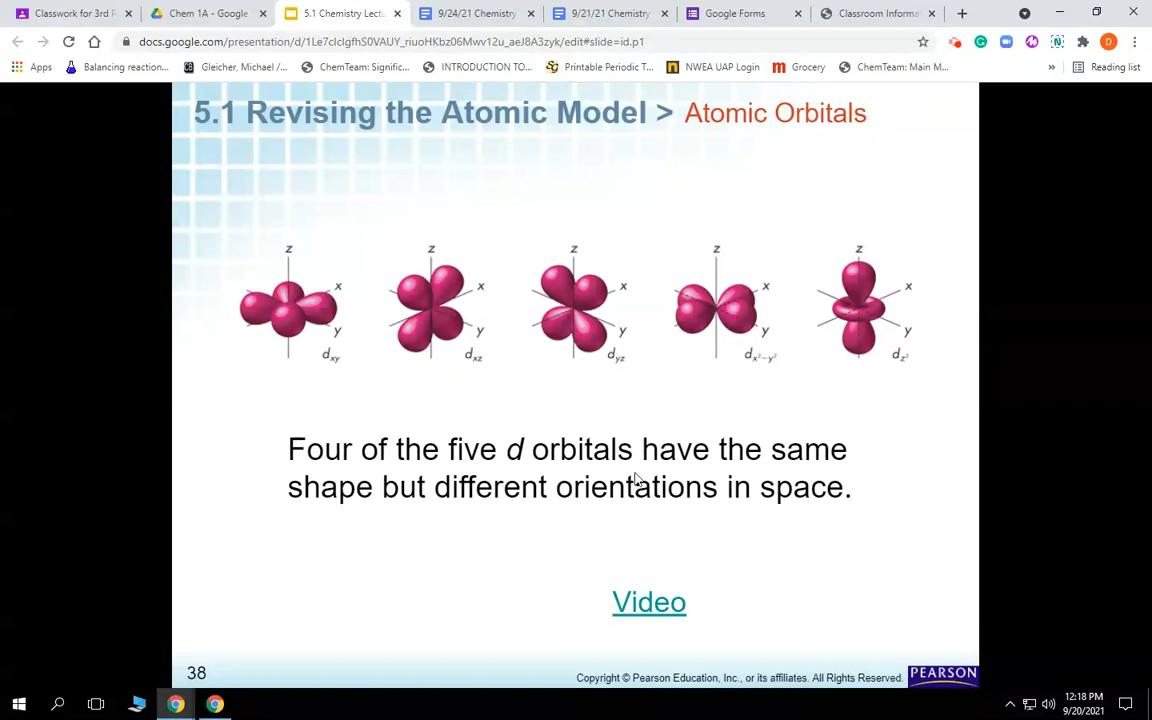 Classwork for 3rd
Chem 1A - Google
5.1 Chemistry Lectu
9/24/21 Chemistry
9/21/21 Chemistry
Google Forms
Classroom Informa
docs.google.com/presentation/d/1Le7cIclgfhS0VAUY_riuoHKbz06Mwv12u_aeJ8A3zyk/edit#slide=id.p1
Apps
Balancing reaction...
Gleicher, Michael /...
ChemTeam: Signific...
INTRODUCTION TO...
Printable Periodic T...
NWEA UAP Login
Grocery
ChemTeam: Main M...
Reading list
5.1 Revising the Atomic Model > Atomic Orbitals
z z z z z
x x x x x
y y y y y
dxy dxz dyz dx²−y² dz²
Four of the five d orbitals have the same
shape but different orientations in space.
Video
38
Copyright © Pearson Education, Inc., or its affiliates. All Rights Reserved.
PEARSON
12:18 PM
9/20/2021